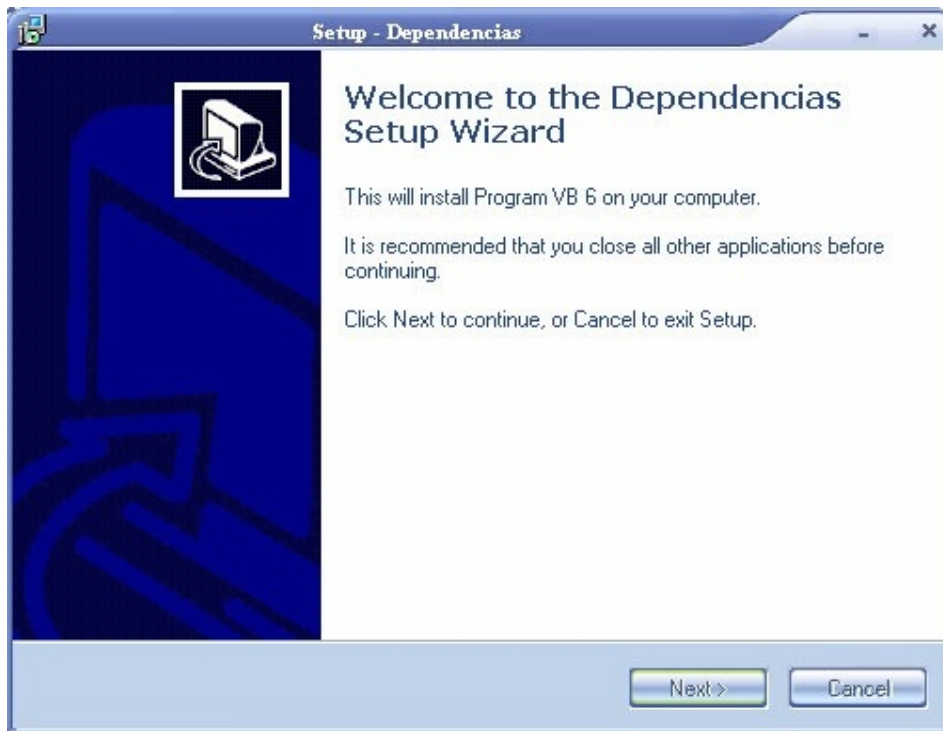 Setup - Dependencias
Welcome to the Dependencias
Setup Wizard
This will install Program VB 6 on your computer.
It is recommended that you close all other applications before
continuing.
Click Next to continue, or Cancel to exit Setup.
Next >
Cancel